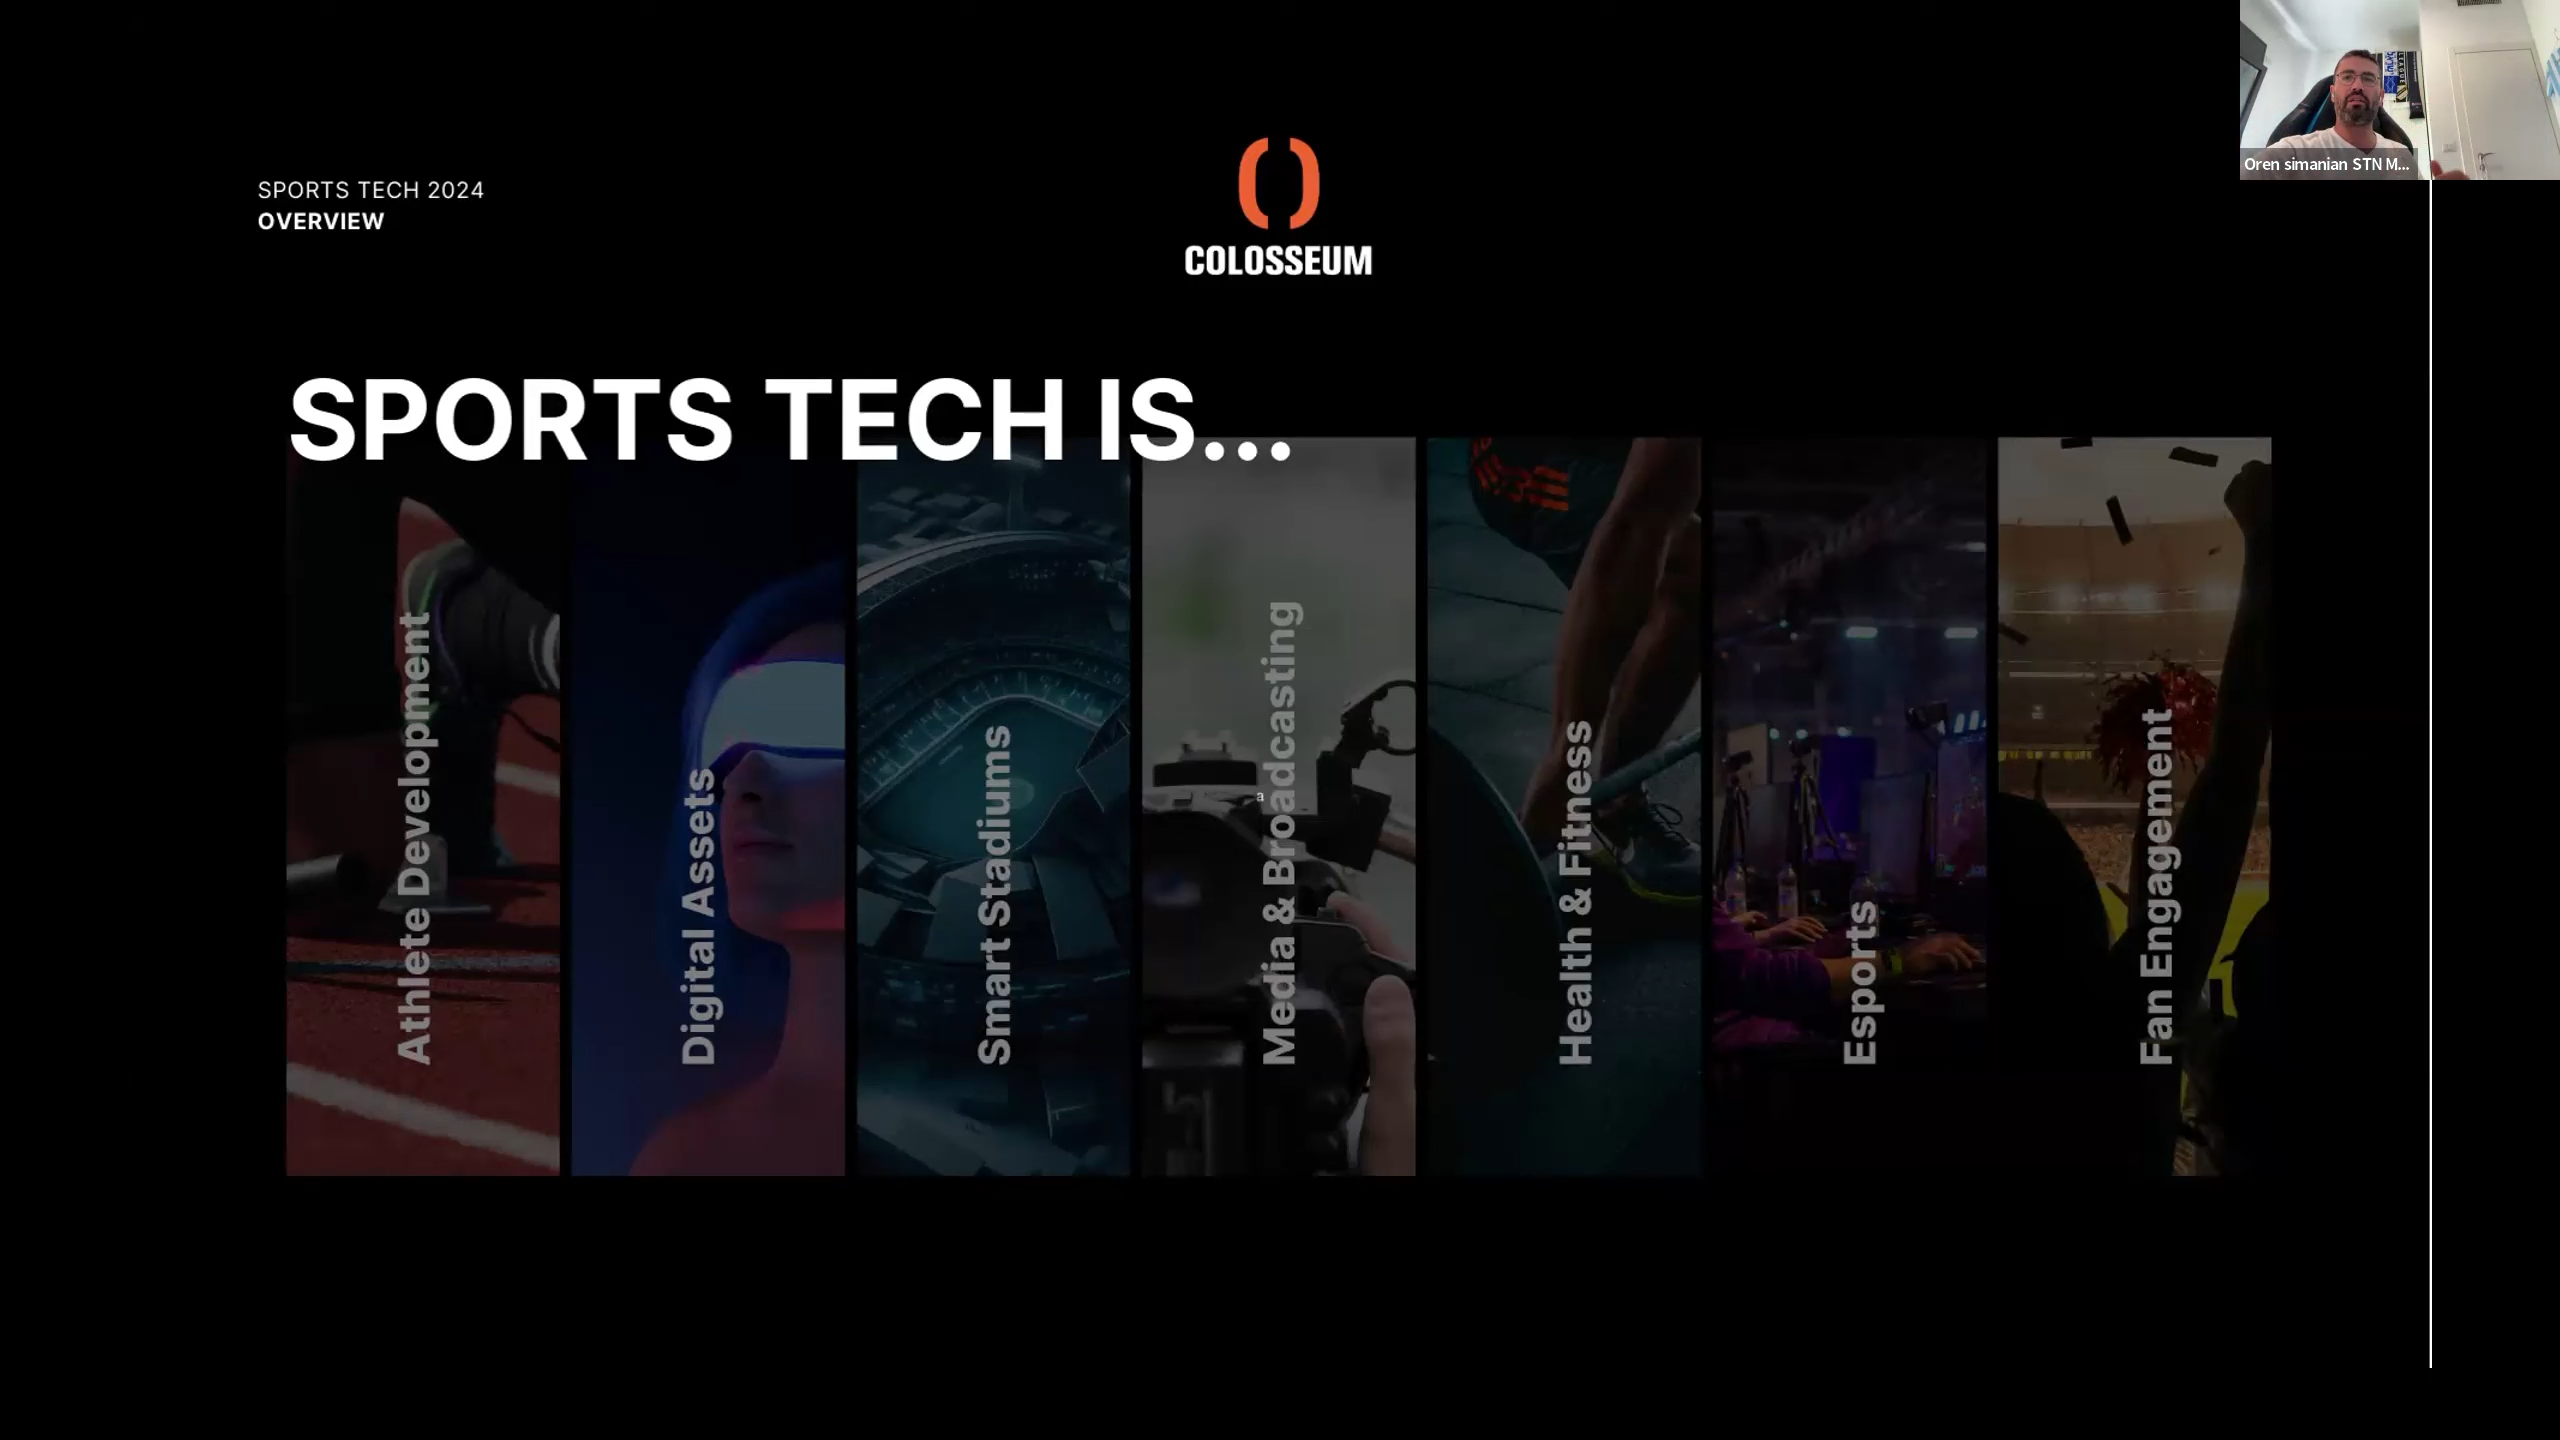 Oren simanian STN M...
SPORTS TECH 2024
OVERVIEW
COLOSSEUM
SPORTS TECH IS...
Athlete Development
Digital Assets
Smart Stadiums
Media & Broadcasting
Health & Fitness
Esports
Fan Engagement
a